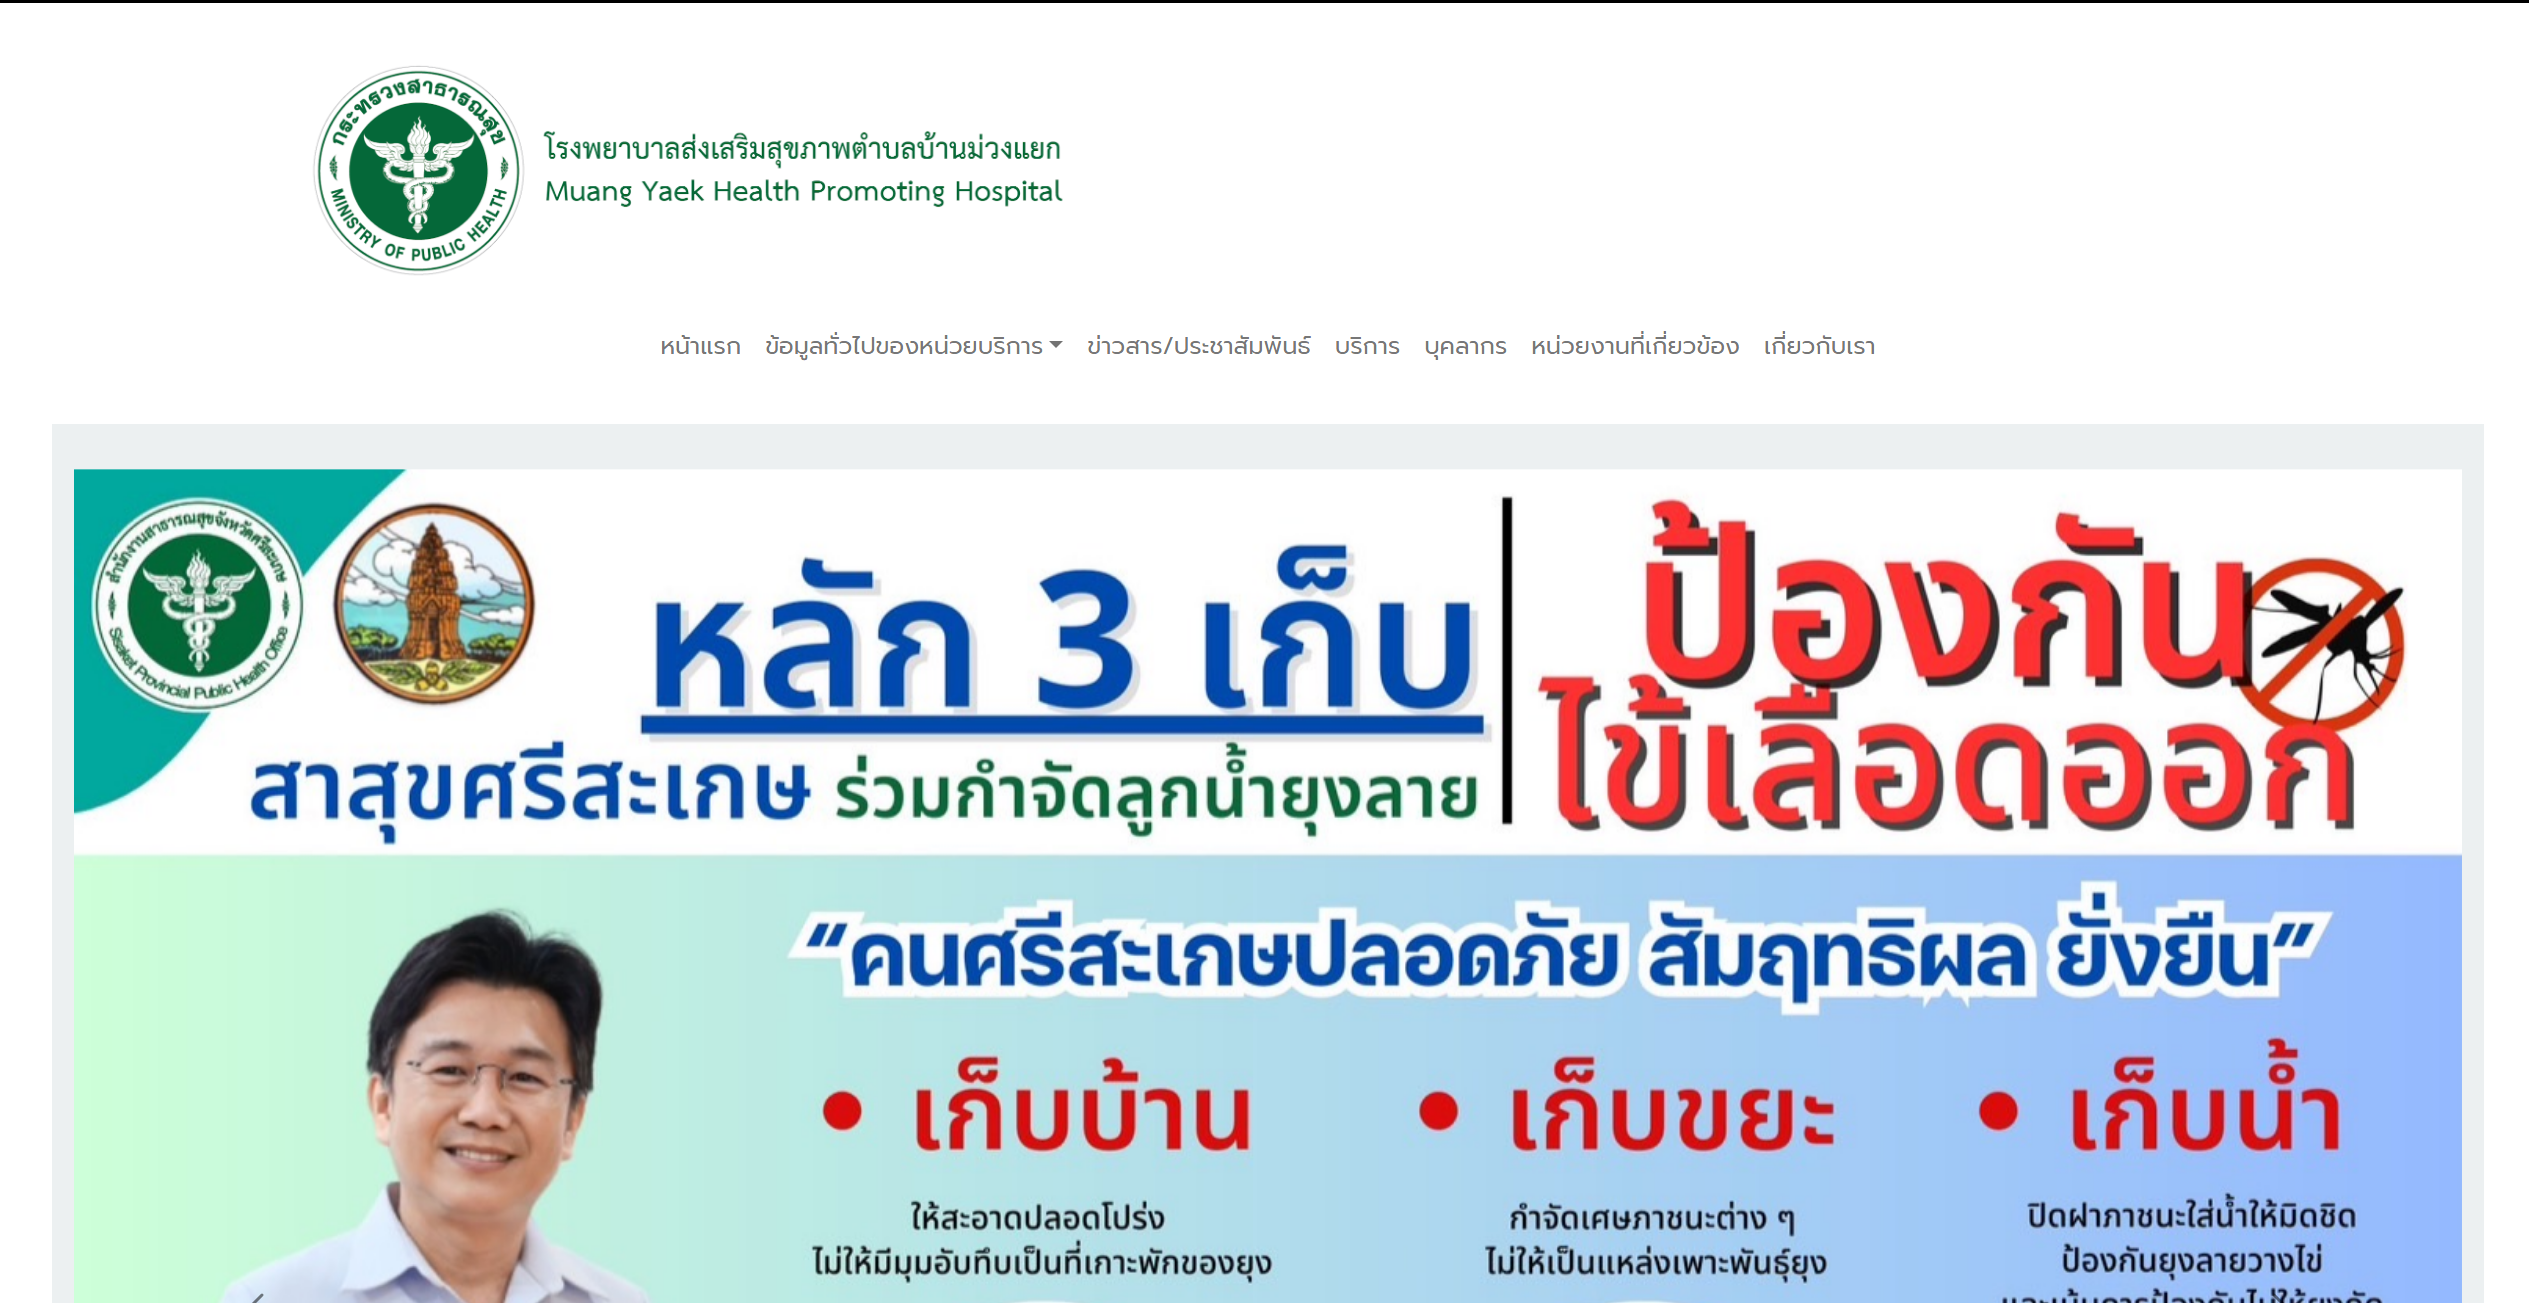 กระทรวงสาธารณสุข
MINISTRY OF PUBLIC HEALTH
โรงพยาบาลส่งเสริมสุขภาพตำบลบ้านม่วงแยก
Muang Yaek Health Promoting Hospital
หน้าแรก ข้อมูลทั่วไปของหน่วยบริการ ข่าวสาร/ประชาสัมพันธ์ บริการ บุคลากร หน่วยงานที่เกี่ยวข้อง เกี่ยวกับเรา
สำนักงานสาธารณสุขจังหวัดศรีสะเกษ
Sisaket Provincial Public Health Office
หลัก 3 เก็บ
สาสุขศรีสะเกษ ร่วมกำจัดลูกน้ำยุงลาย
ป้องกัน
ไข้เลือดออก
“คนศรีสะเกษปลอดภัย สัมฤทธิผล ยั่งยืน”
• เก็บบ้าน
ให้สะอาดปลอดโปร่ง
ไม่ให้มีมุมอับทึบเป็นที่เกาะพักของยุง
• เก็บขยะ
กำจัดเศษภาชนะต่าง ๆ
ไม่ให้เป็นแหล่งเพาะพันธุ์ยุง
• เก็บน้ำ
ปิดฝาภาชนะใส่น้ำให้มิดชิด
ป้องกันยุงลายวางไข่